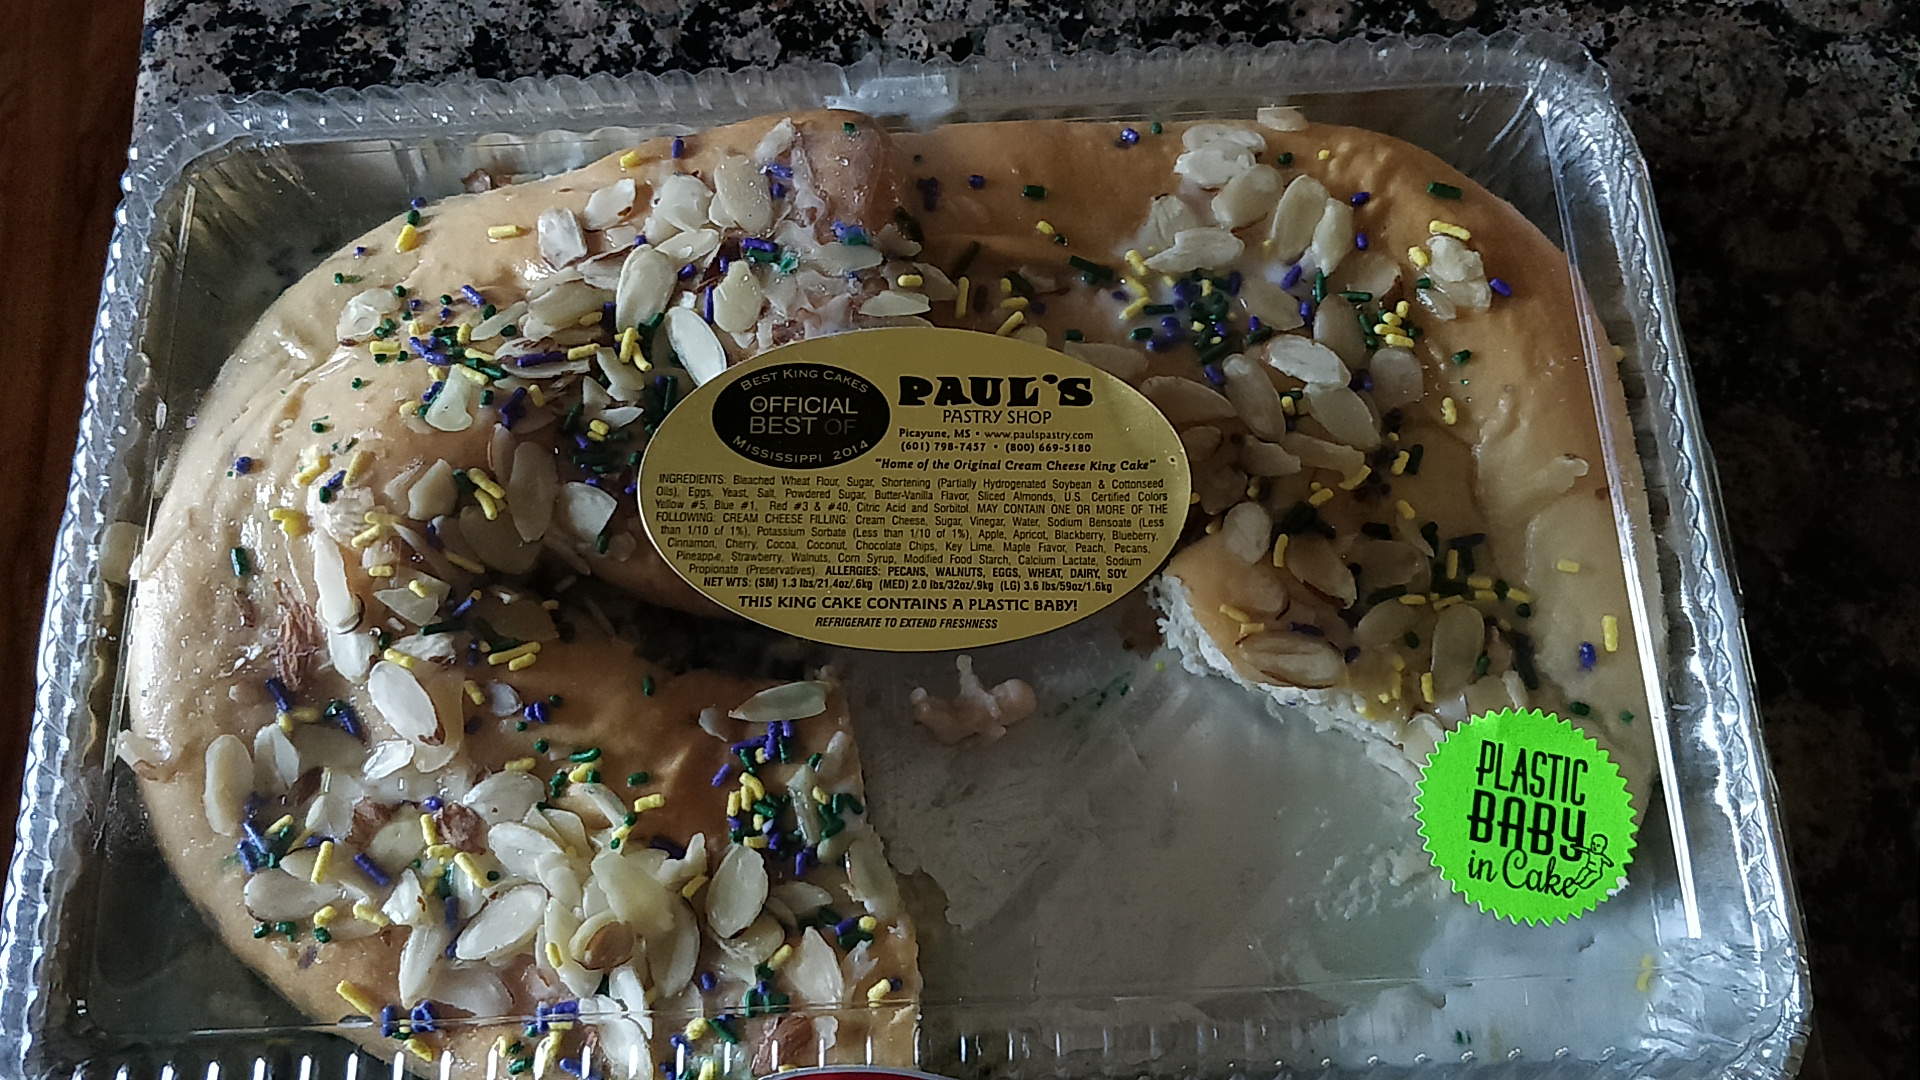 BEST KING CAKES
OFFICIAL
BEST OF
MISSISSIPPI 2014
PAUL'S
PASTRY SHOP
Picayune, MS • www.paulspastry.com
(601) 798-7457 • (800) 669-5180
"Home of the Original Cream Cheese King Cake"
INGREDIENTS: Bleached Wheat Flour, Sugar, Shortening (Partially Hydrogenated Soybean & Cottonseed
Oils), Eggs, Yeast, Salt, Powdered Sugar, Butter-Vanilla Flavor, Sliced Almonds, U.S. Certified Colors
Yellow #5, Blue #1, Red #3 & #40, Citric Acid and Sorbitol. MAY CONTAIN ONE OR MORE OF THE
FOLLOWING: CREAM CHEESE FILLING: Cream Cheese, Sugar, Vinegar, Water, Sodium Bensoate (Less
than 1/10 of 1%), Potassium Sorbate (Less than 1/10 of 1%), Apple, Apricot, Blackberry, Blueberry,
Cinnamon, Cherry, Cocoa, Coconut, Chocolate Chips, Key Lime, Maple Flavor, Peach, Pecans,
Pineapple, Strawberry, Walnuts, Corn Syrup, Modified Food Starch, Calcium Lactate, Sodium
Propionate (Preservatives). ALLERGIES: PECANS, WALNUTS, EGGS, WHEAT, DAIRY, SOY.
NET WTS: (SM) 1.3 lbs/21.4oz/.6kg (MED) 2.0 lbs/32oz/.9kg (LG) 3.6 lbs/59oz/1.6kg
THIS KING CAKE CONTAINS A PLASTIC BABY!
REFRIGERATE TO EXTEND FRESHNESS
PLASTIC
BABY
in Cake